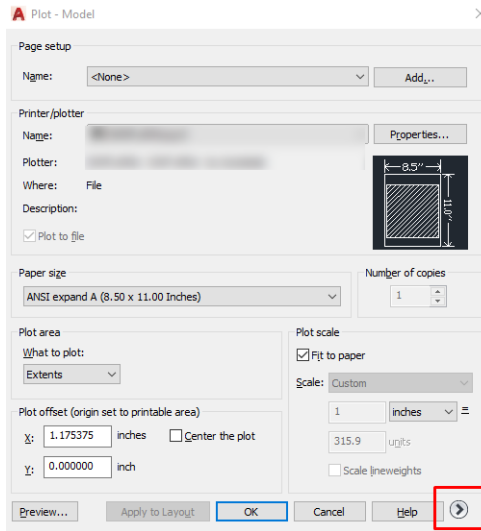 A Plot - Model
Page setup
Name: <None> Add...
Printer/plotter
Name: Properties...
Plotter:
Where: File
Description:
Plot to file
8.5"
11.0"
Paper size
ANSI expand A (8.50 x 11.00 Inches)
Number of copies
1
Plot area
What to plot:
Extents
Plot scale
Fit to paper
Scale: Custom
1 inches =
315.9 units
Scale lineweights
Plot offset (origin set to printable area)
X: 1.175375 inches Center the plot
Y: 0.000000 inch
Preview... Apply to Layout OK Cancel Help